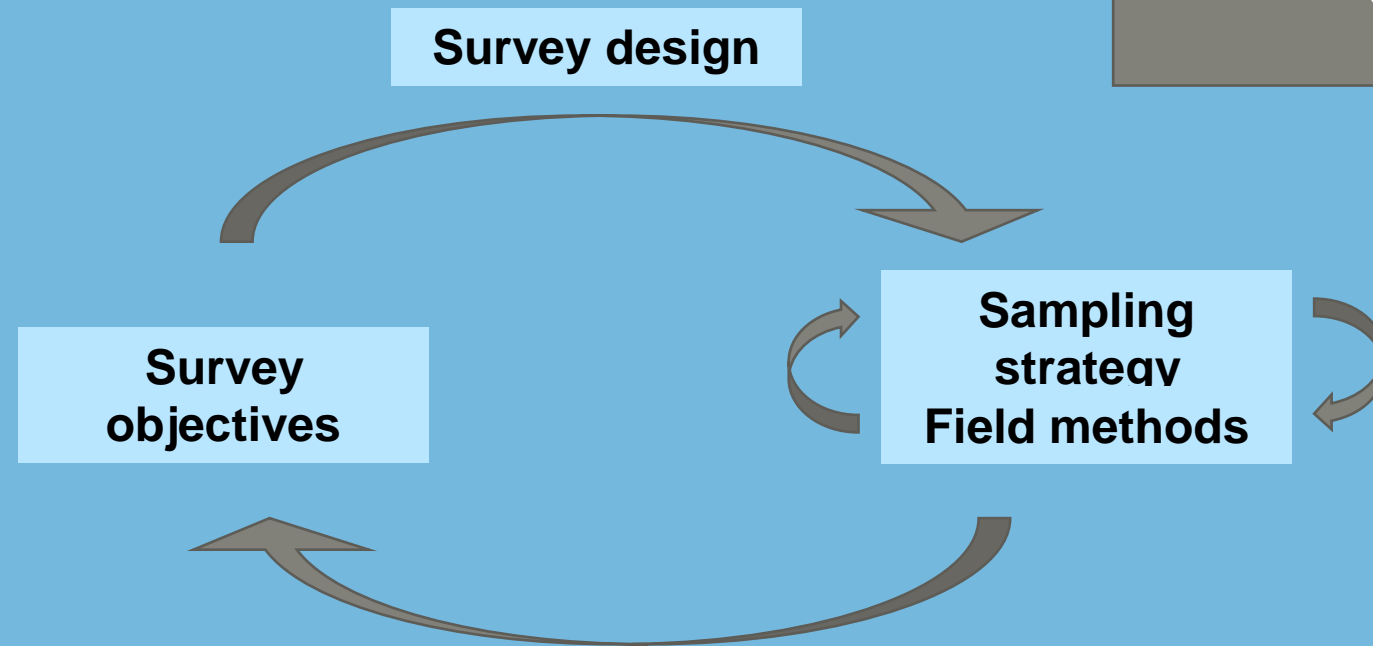 Survey design
Survey
objectives
Sampling
strategy
Field methods